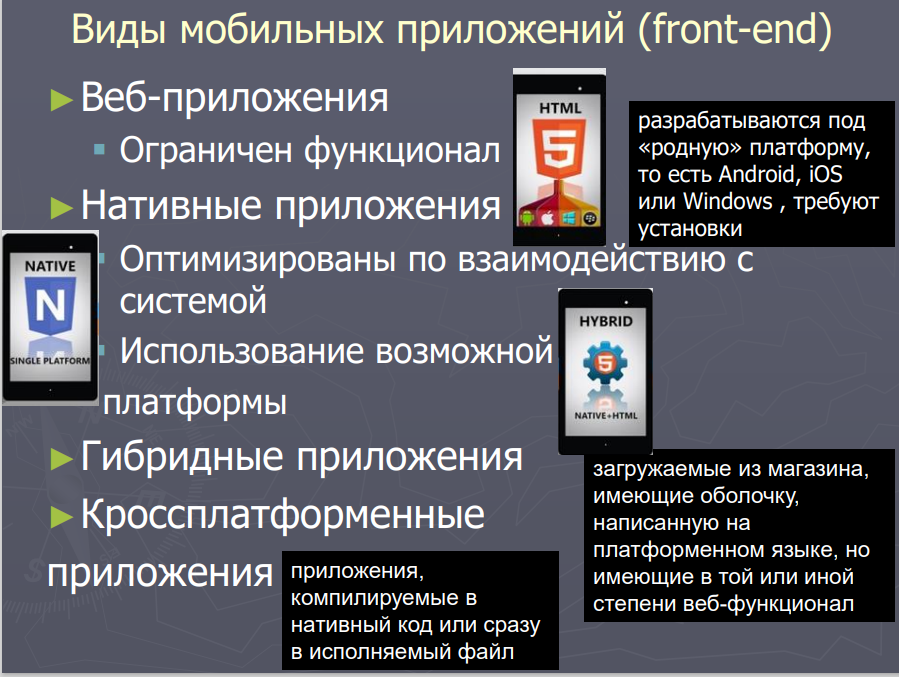 Виды мобильных приложений (front-end)
Веб-приложения
Ограничен функционал
HTML
5
разрабатываются под
«родную» платформу,
то есть Android, iOS
или Windows , требуют
установки
Нативные приложения
NATIVE
N
SINGLE PLATFORM
Оптимизированы по взаимодействию с
системой
Использование возможной
платформы
HYBRID
5
NATIVE+HTML
Гибридные приложения
загружаемые из магазина,
имеющие оболочку,
написанную на
платформенном языке, но
имеющие в той или иной
степени веб-функционал
Кроссплатформенные
приложения
приложения,
компилируемые в
нативный код или сразу
в исполняемый файл